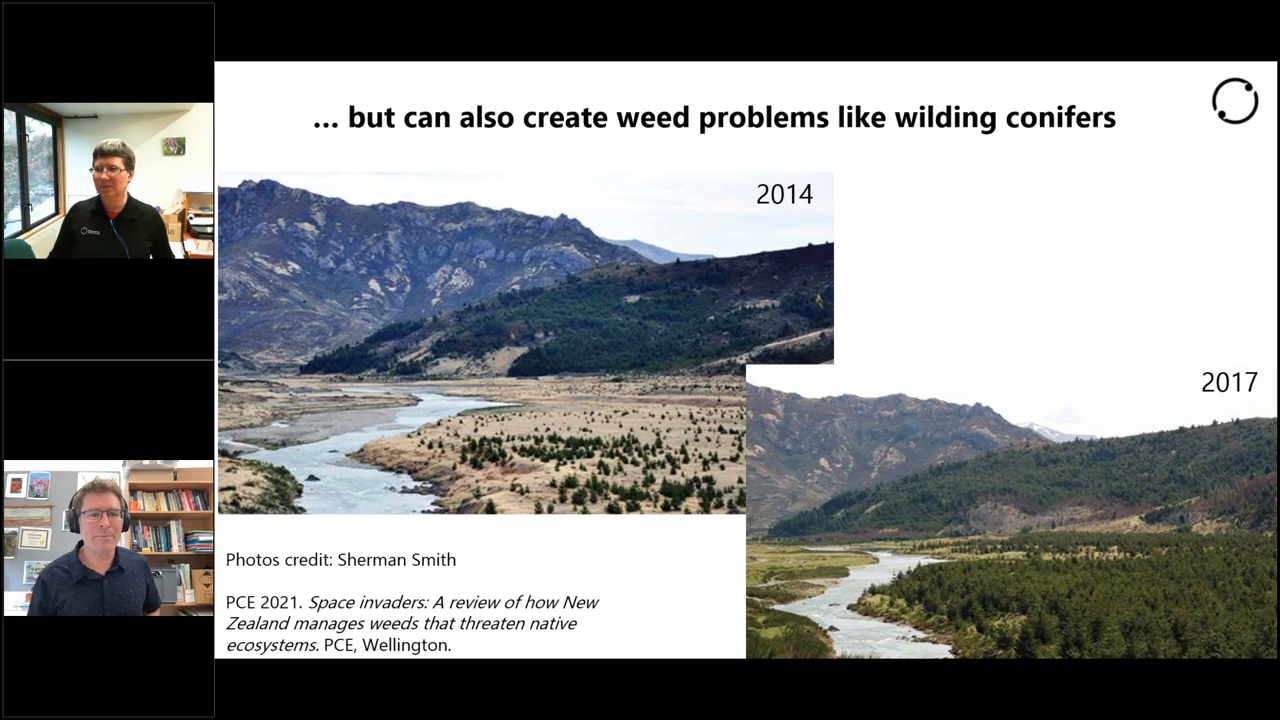 ... but can also create weed problems like wilding conifers
2014
2017
Photos credit: Sherman Smith
PCE 2021. Space invaders: A review of how New
Zealand manages weeds that threaten native
ecosystems. PCE, Wellington.